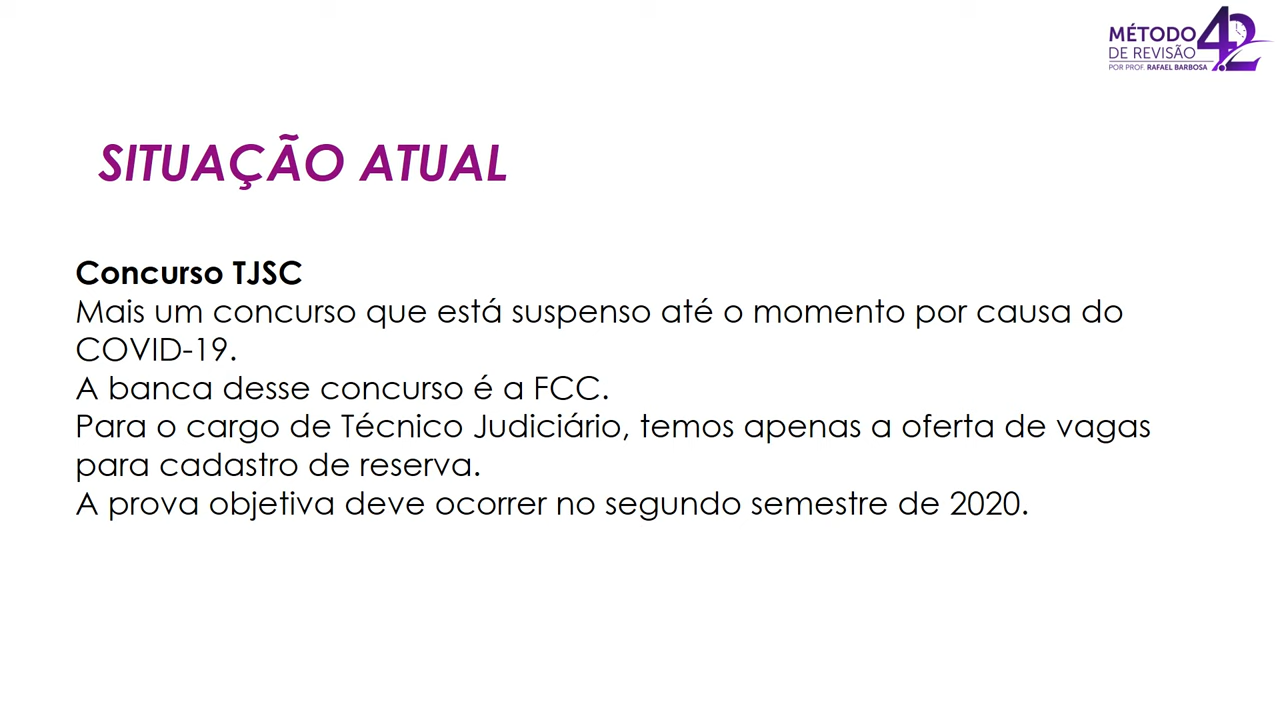 MÉTODO 4.2
DE REVISÃO
POR PROF. RAFAEL BARBOSA
SITUAÇÃO ATUAL
Concurso TJSC
Mais um concurso que está suspenso até o momento por causa do
COVID-19.
A banca desse concurso é a FCC.
Para o cargo de Técnico Judiciário, temos apenas a oferta de vagas
para cadastro de reserva.
A prova objetiva deve ocorrer no segundo semestre de 2020.